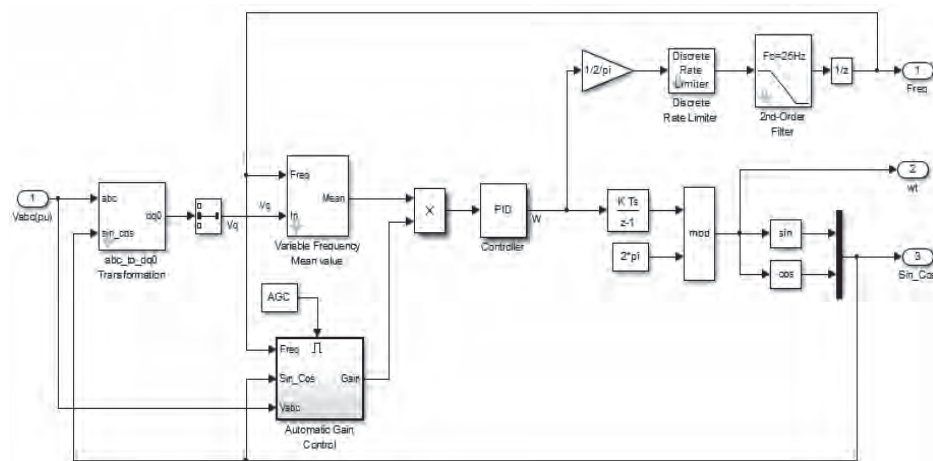 1
Vabc(pu)
abc
sin_cos
dq0
abc_to_dq0
Transformation
Vq
Vq
Freq
In
Mean
Variable Frequency
Mean value
AGC
Freq
Sin_Cos
Vabc
Gain
Automatic Gain
Control
X
PID
Controller
W
1/2/pi
Discrete
Rate
Limiter
Discrete
Rate Limiter
Fo=25Hz
2nd-Order
Filter
1/z
1
Freq
K Ts
z-1
2*pi
mod
2
wt
sin
cos
3
Sin_Cos